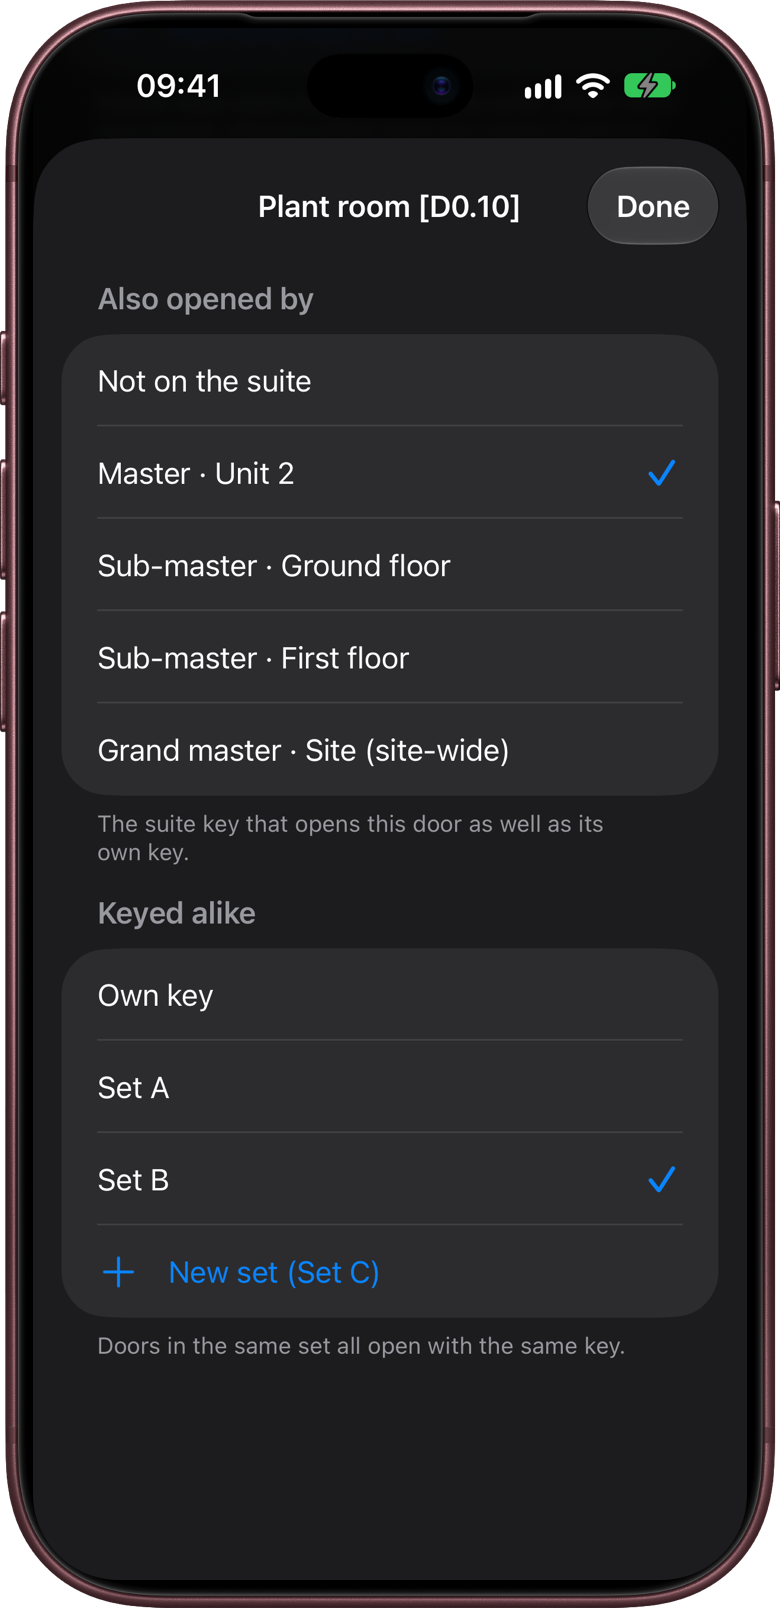 09:41
Plant room [D0.10]
Done
Also opened by
Not on the suite
Master · Unit 2
Sub-master · Ground floor
Sub-master · First floor
Grand master · Site (site-wide)
The suite key that opens this door as well as its
own key.
Keyed alike
Own key
Set A
Set B
New set (Set C)
Doors in the same set all open with the same key.